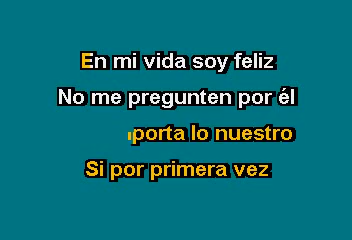 En mi vida soy feliz
No me pregunten por él
porta lo nuestro
Si por primera vez